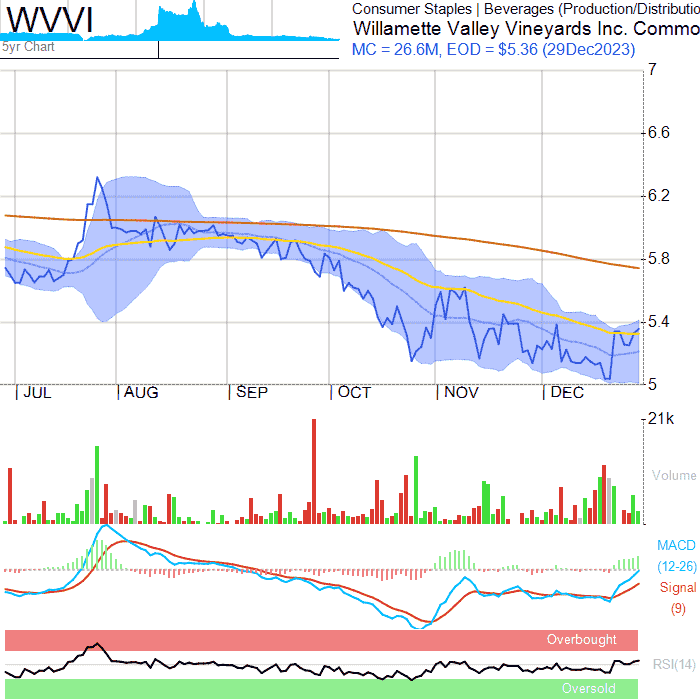 WVVI
5yr Chart
Consumer Staples | Beverages (Production/Distributio
Willamette Valley Vineyards Inc. Commo
MC = 26.6M, EOD = $5.36 (29Dec2023)
7
6.6
6.2
5.8
5.4
5
JUL AUG SEP OCT NOV DEC
21k
Volume
MACD
(12-26)
Signal
(9)
Overbought
RSI(14)
Oversold